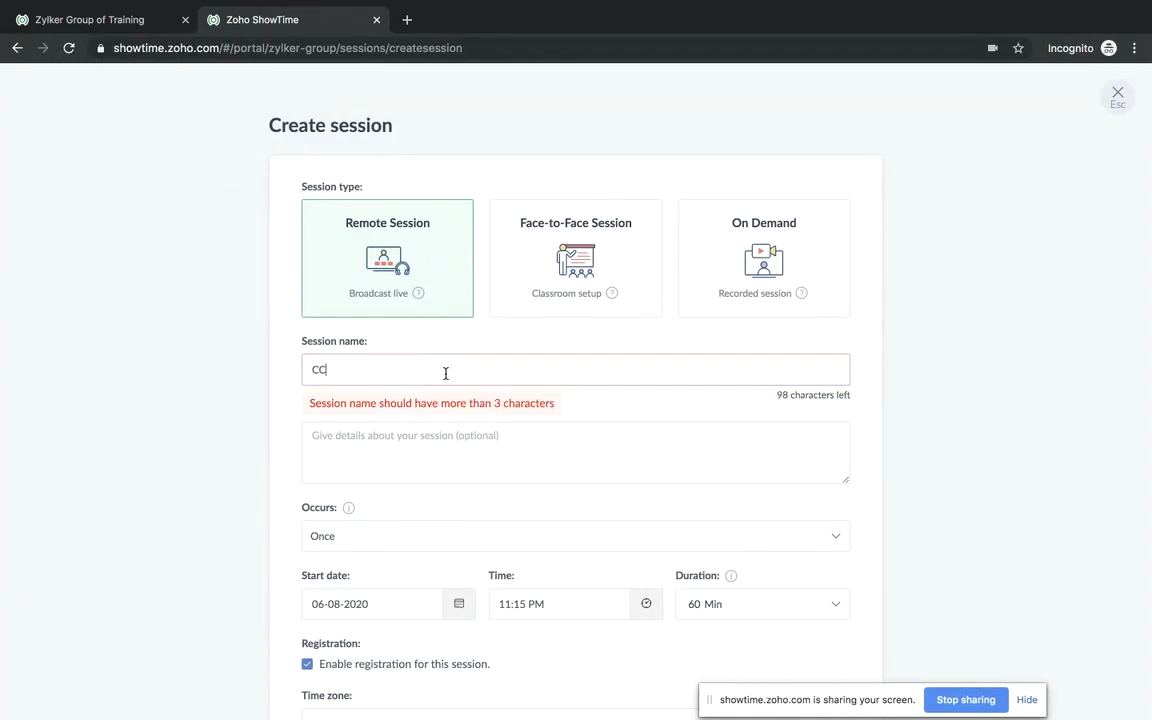 Zylker Group of Training
Zoho ShowTime
showtime.zoho.com/#/portal/zylker-group/sessions/createsession
Incognito
Esc
Create session
Session type:
Remote Session
Broadcast live
Face-to-Face Session
Classroom setup
On Demand
Recorded session
Session name:
CC
Session name should have more than 3 characters
98 characters left
Give details about your session (optional)
Occurs:
Once
Start date:
Time:
Duration:
06-08-2020
11:15 PM
60 Min
Registration:
Enable registration for this session.
Time zone:
showtime.zoho.com is sharing your screen.
Stop sharing
Hide